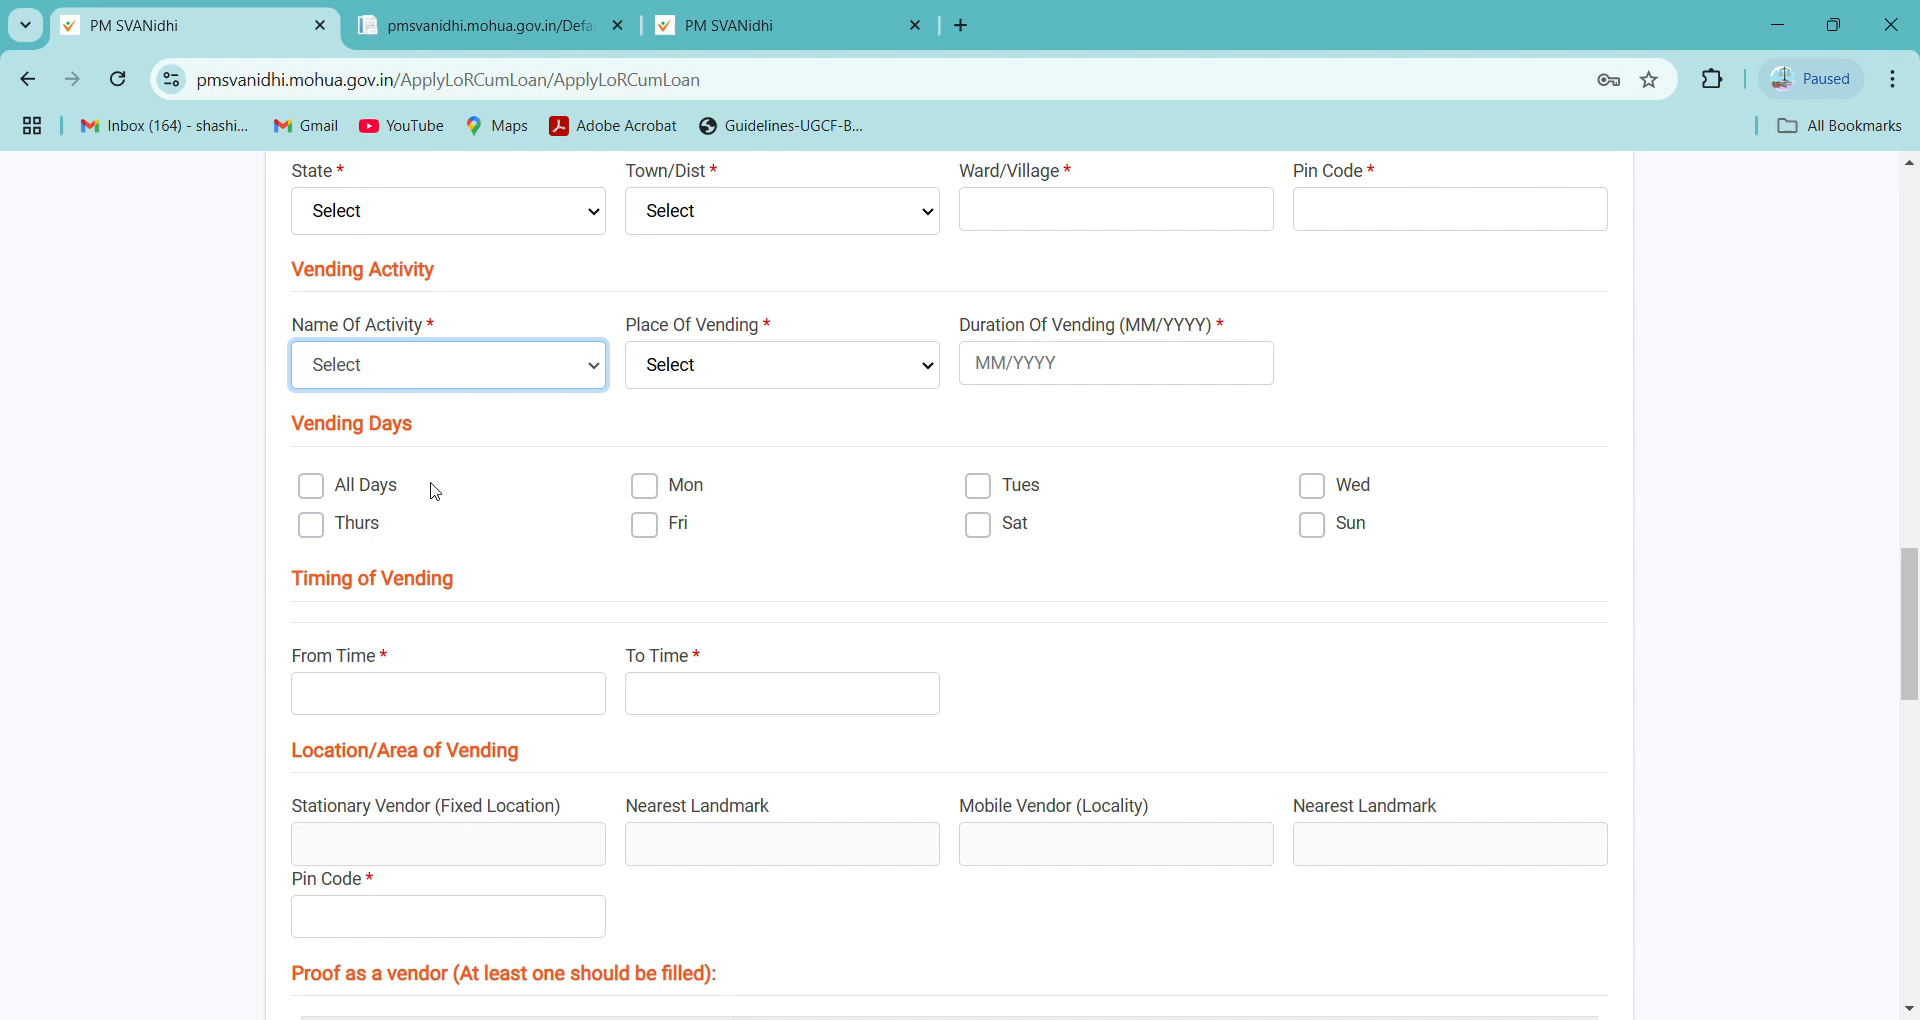 PM SVANidhi
pmsvanidhi.mohua.gov.in/Defa
PM SVANidhi
pmsvanidhi.mohua.gov.in/ApplyLoRCumLoan/ApplyLoRCumLoan
Paused
Inbox (164) - shashi...
Gmail
YouTube
Maps
Adobe Acrobat
Guidelines-UGCF-B...
All Bookmarks
State * Town/Dist * Ward/Village * Pin Code *
Select Select
Vending Activity
Name Of Activity * Place Of Vending * Duration Of Vending (MM/YYYY) *
Select Select MM/YYYY
Vending Days
All Days Mon Tues Wed
Thurs Fri Sat Sun
Timing of Vending
From Time * To Time *
Location/Area of Vending
Stationary Vendor (Fixed Location) Nearest Landmark Mobile Vendor (Locality) Nearest Landmark
Pin Code *
Proof as a vendor (At least one should be filled):